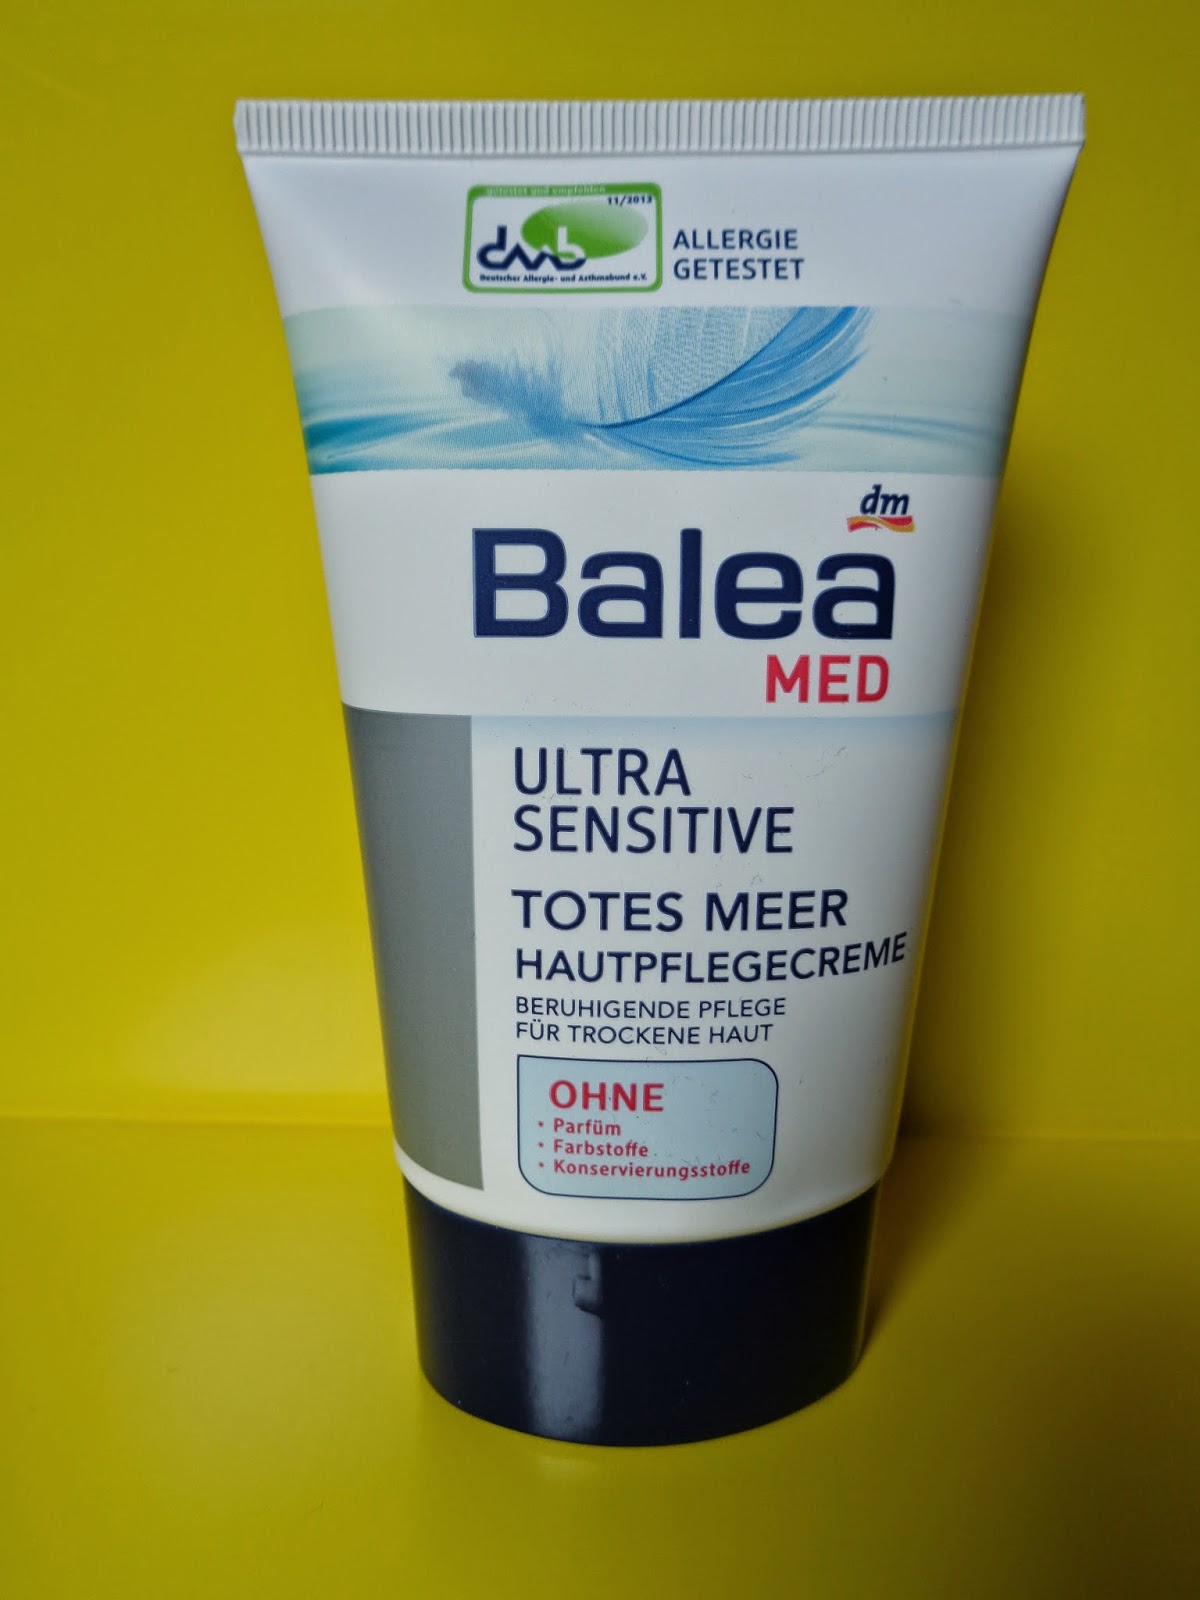 getestet und empfohlen
11/2013
daab
Deutscher Allergie- und Asthmabund e.V.
ALLERGIE
GETESTET
dm
Balea
MED
ULTRA
SENSITIVE
TOTES MEER
HAUTPFLEGECREME
BERUHIGENDE PFLEGE
FÜR TROCKENE HAUT
OHNE
• Parfüm
• Farbstoffe
• Konservierungsstoffe